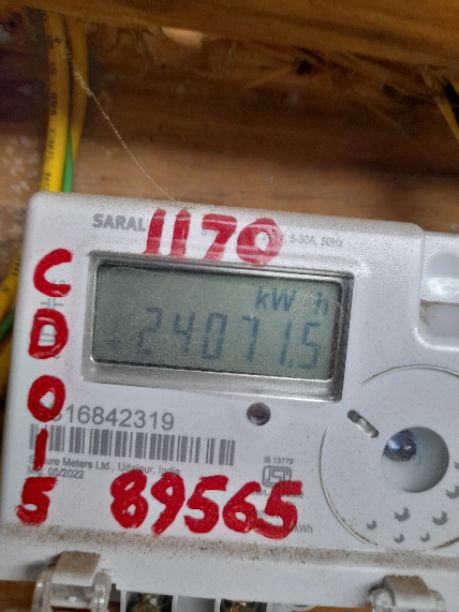 SARAL
1170
5-30A, 50Hz
kW h
24071.5
CD015
16842319
IS 13779
Meters Ltd., Udaipur, India
05/2022
89565